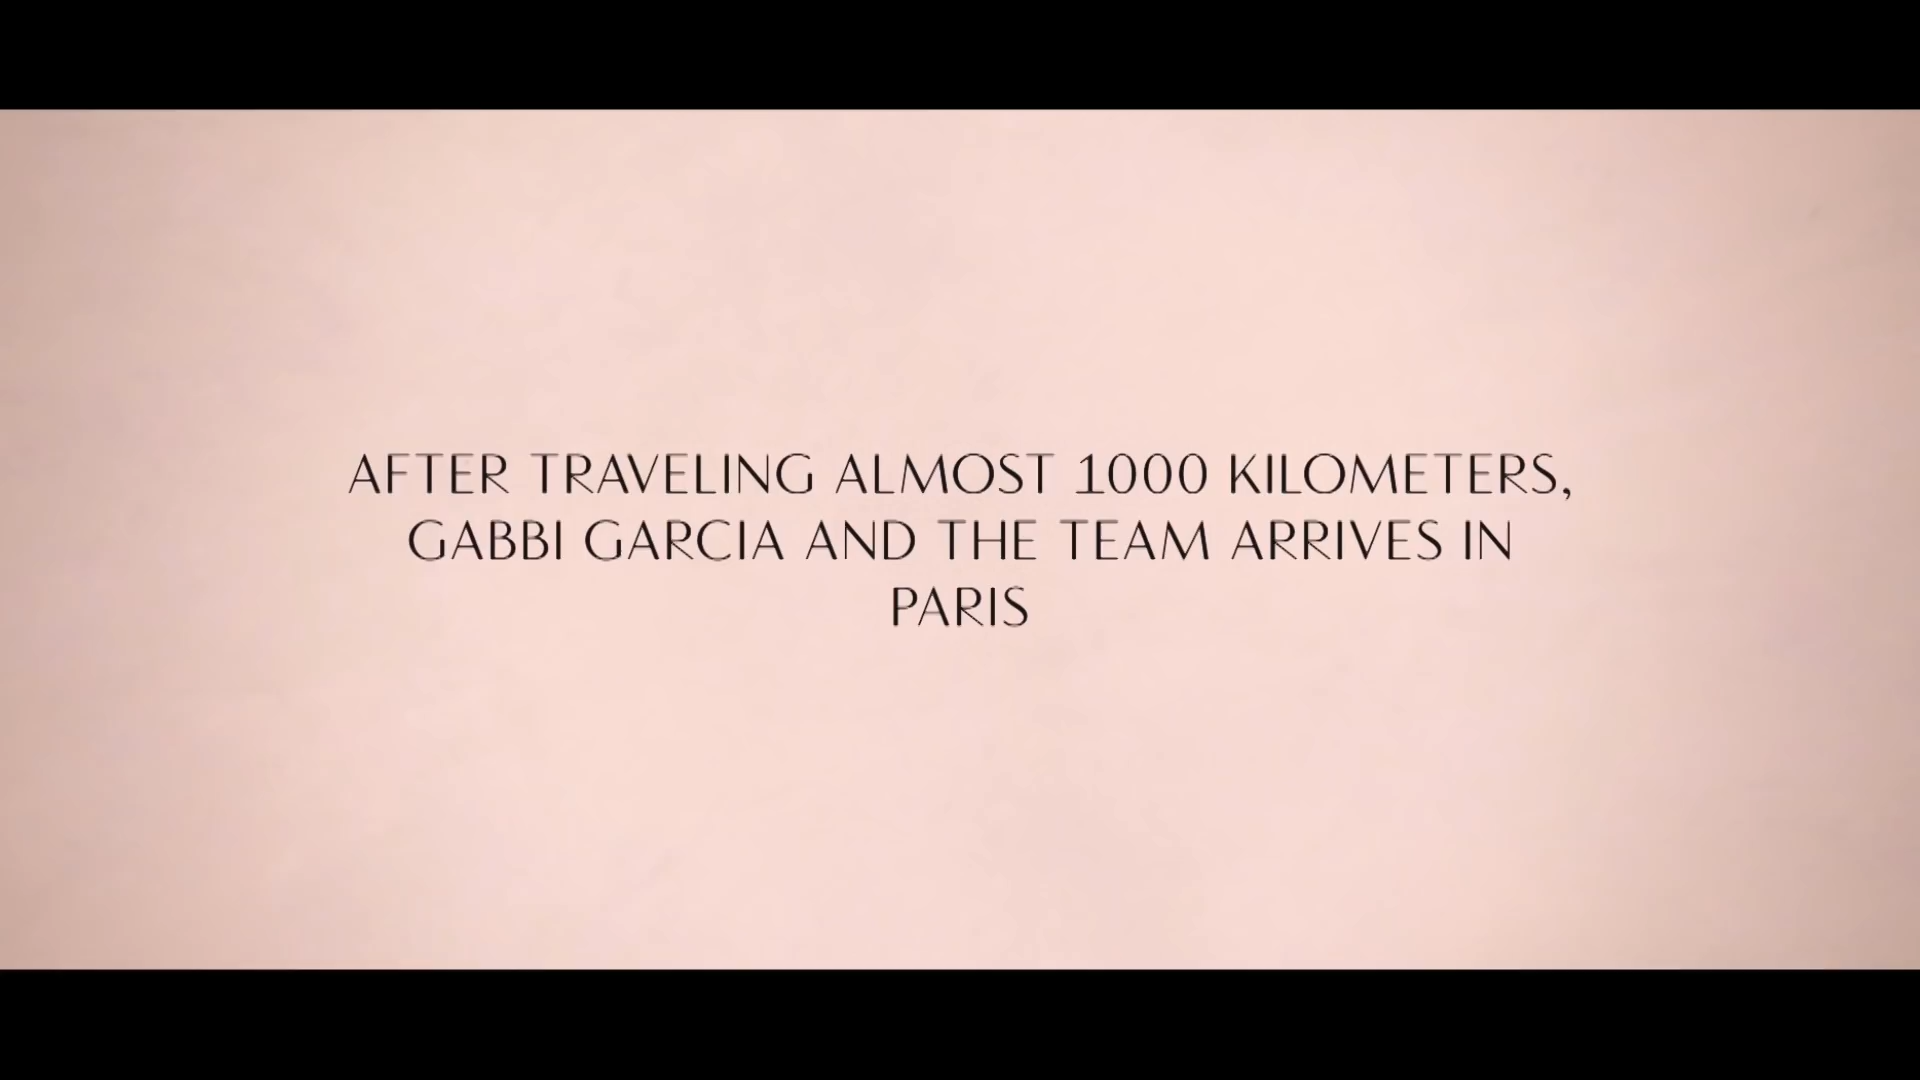 AFTER TRAVELING ALMOST 1000 KILOMETERS,
GABBI GARCIA AND THE TEAM ARRIVES IN
PARIS